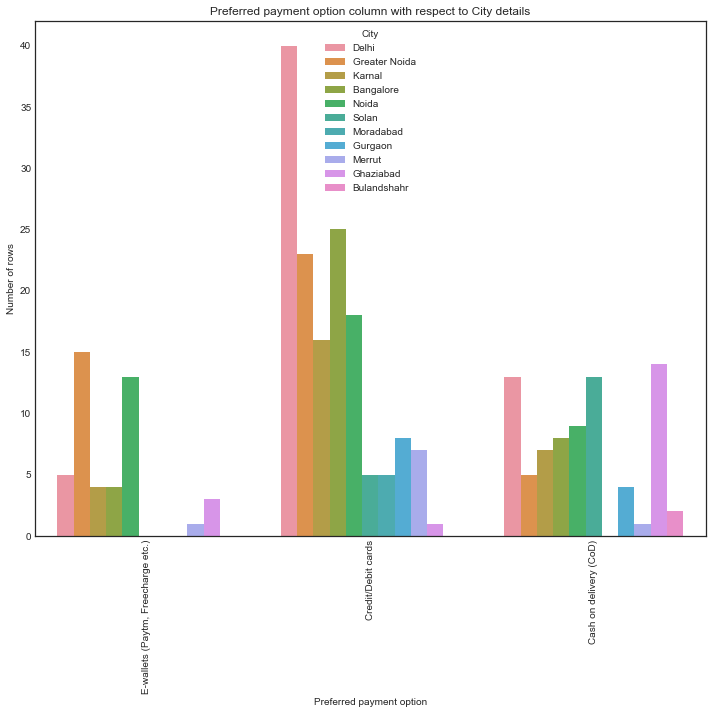 Preferred payment option column with respect to City details
City
Delhi
Greater Noida
Karnal
Bangalore
Noida
Solan
Moradabad
Gurgaon
Merrut
Ghaziabad
Bulandshahr
Number of rows
40
35
30
25
20
15
10
5
0
E-wallets (Paytm, Freecharge etc.)
Credit/Debit cards
Cash on delivery (CoD)
Preferred payment option